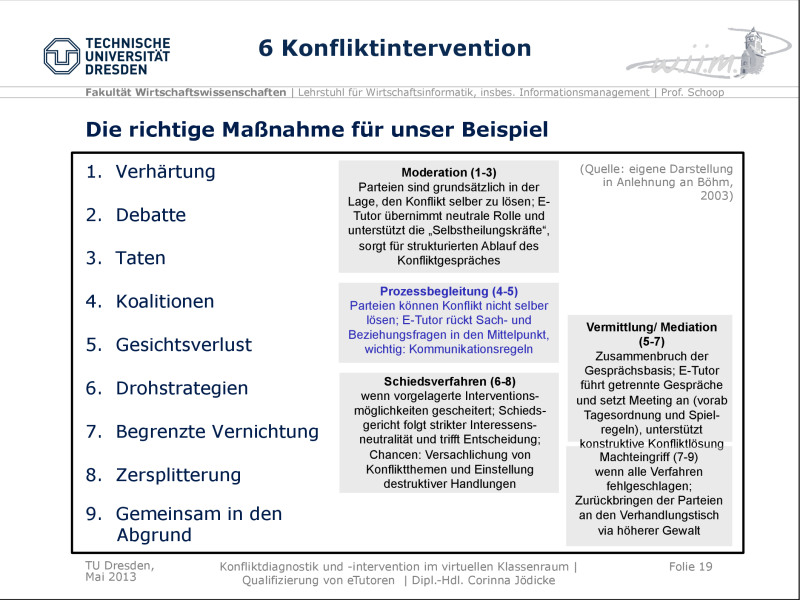 TECHNISCHE
UNIVERSITÄT
DRESDEN
6 Konfliktintervention
wiim
Fakultät Wirtschaftswissenschaften | Lehrstuhl für Wirtschaftsinformatik, insbes. Informationsmanagement | Prof. Schoop
Die richtige Maßnahme für unser Beispiel
1. Verhärtung
2. Debatte
3. Taten
4. Koalitionen
5. Gesichtsverlust
6. Drohstrategien
7. Begrenzte Vernichtung
8. Zersplitterung
9. Gemeinsam in den
Abgrund
Moderation (1-3)
Parteien sind grundsätzlich in der
Lage, den Konflikt selber zu lösen; E-
Tutor übernimmt neutrale Rolle und
unterstützt die „Selbstheilungskräfte“,
sorgt für strukturierten Ablauf des
Konfliktgespräches
Prozessbegleitung (4-5)
Parteien können Konflikt nicht selber
lösen; E-Tutor rückt Sach- und
Beziehungsfragen in den Mittelpunkt,
wichtig: Kommunikationsregeln
Schiedsverfahren (6-8)
wenn vorgelagerte Interventions-
möglichkeiten gescheitert; Schieds-
gericht folgt strikter Interessens-
neutralität und trifft Entscheidung;
Chancen: Versachlichung von
Konfliktthemen und Einstellung
destruktiver Handlungen
(Quelle: eigene Darstellung
in Anlehnung an Böhm,
2003)
Vermittlung/ Mediation
(5-7)
Zusammenbruch der
Gesprächsbasis; E-Tutor
führt getrennte Gespräche
und setzt Meeting an (vorab
Tagesordnung und Spiel-
regeln), unterstützt
konstruktive Konfliktlösung
Machteingriff (7-9)
wenn alle Verfahren
fehlgeschlagen;
Zurückbringen der Parteien
an den Verhandlungstisch
via höherer Gewalt
TU Dresden,
Mai 2013
Konfliktdiagnostik und -intervention im virtuellen Klassenraum |
Qualifizierung von eTutoren | Dipl.-Hdl. Corinna Jödicke
Folie 19